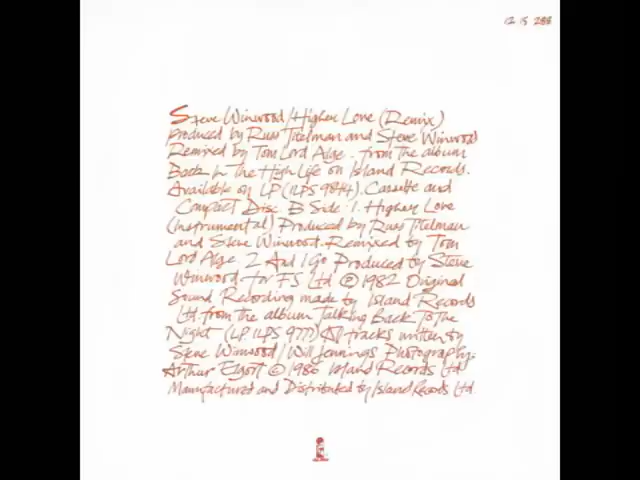 12 IS 288
Steve Winwood/Higher Love (Remix)
Produced by Russ Titelman and Steve Winwood
Remixed by Tom Lord Alge. from The album
Back In The High Life on Island Records.
Available on LP (ILPS 9844). Cassette and
Compact Disc. B Side: 1. Higher Love
(Instrumental) Produced by Russ Titelman
and Steve Winwood. Remixed by Tom
Lord Alge. 2 And I Go Produced by Steve
Winwood. for FS Ltd © 1982 Original
Sound Recording made by Island Records
Ltd. from the album Talking Back To The
Night (LP. ILPS 9777) All tracks written by
Steve Winwood/Will Jennings Photography:
Arthur Elgort © 1986 Island Records Ltd
Manufactured and Distributed by Island Records Ltd.